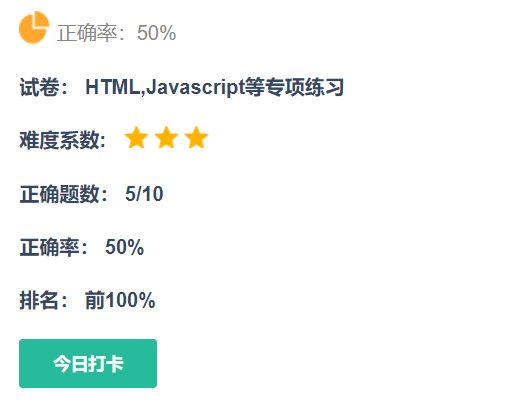 正确率：50%
试卷： HTML,Javascript等专项练习
难度系数：
正确题数： 5/10
正确率： 50%
排名： 前100%
今日打卡